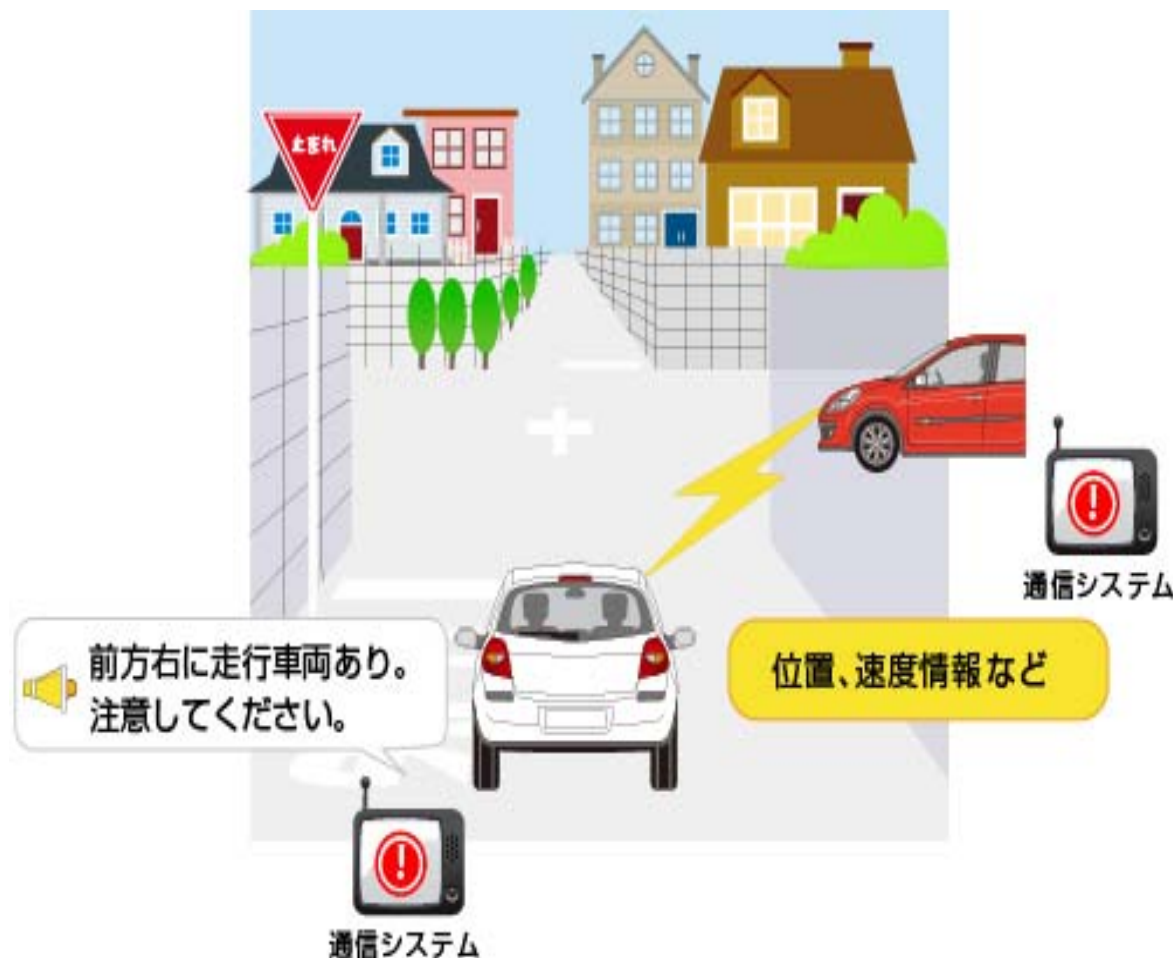 止まれ
通信システム
前方右に走行車両あり。
注意してください。
位置、速度情報など
通信システム